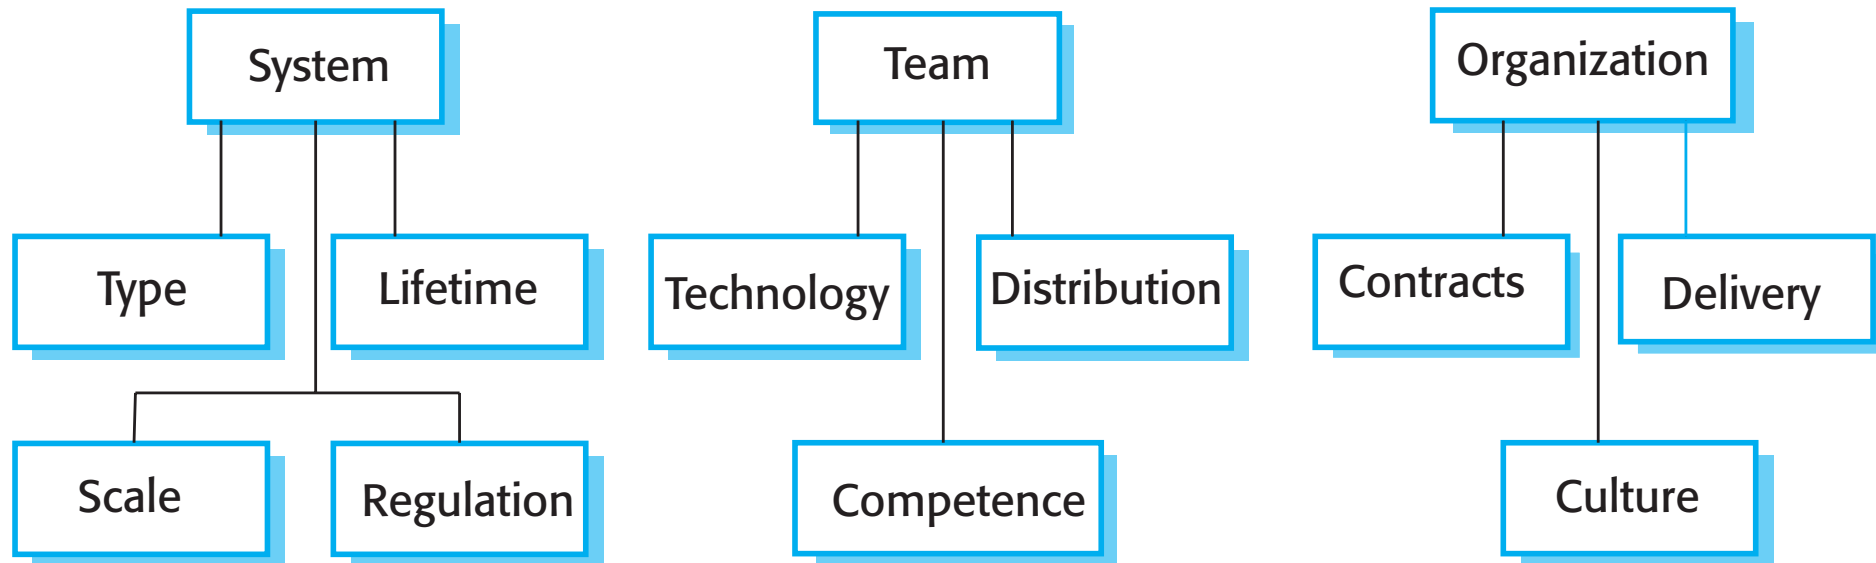 System
Team
Organization
Type
Lifetime
Technology
Distribution
Contracts
Delivery
Scale
Regulation
Competence
Culture